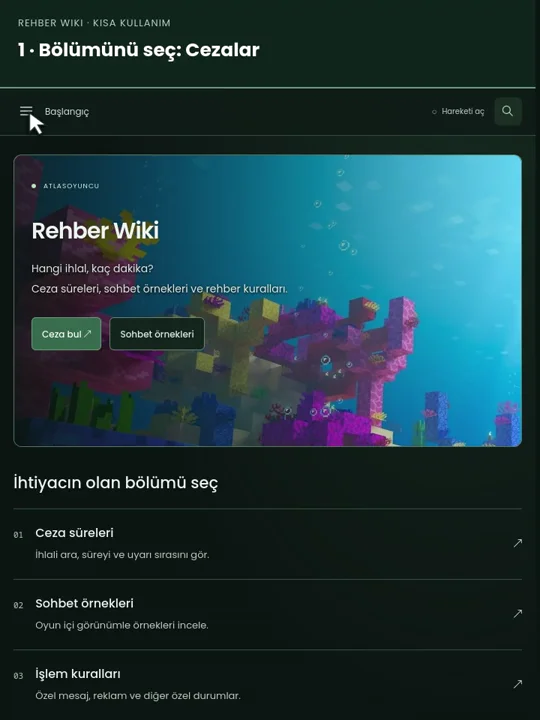 REHBER WIKI · KISA KULLANIM
1 · Bölümünü seç: Cezalar
Başlangıç
Hareketi aç
ATLASOYUNCU
Rehber Wiki
Hangi ihlal, kaç dakika?
Ceza süreleri, sohbet örnekleri ve rehber kuralları.
Ceza bul ↗
Sohbet örnekleri
İhtiyacın olan bölümü seç
01 Ceza süreleri ↗
İhlali ara, süreyi ve uyarı sırasını gör.
02 Sohbet örnekleri ↗
Oyun içi görünümle örnekleri incele.
03 İşlem kuralları ↗
Özel mesaj, reklam ve diğer özel durumlar.